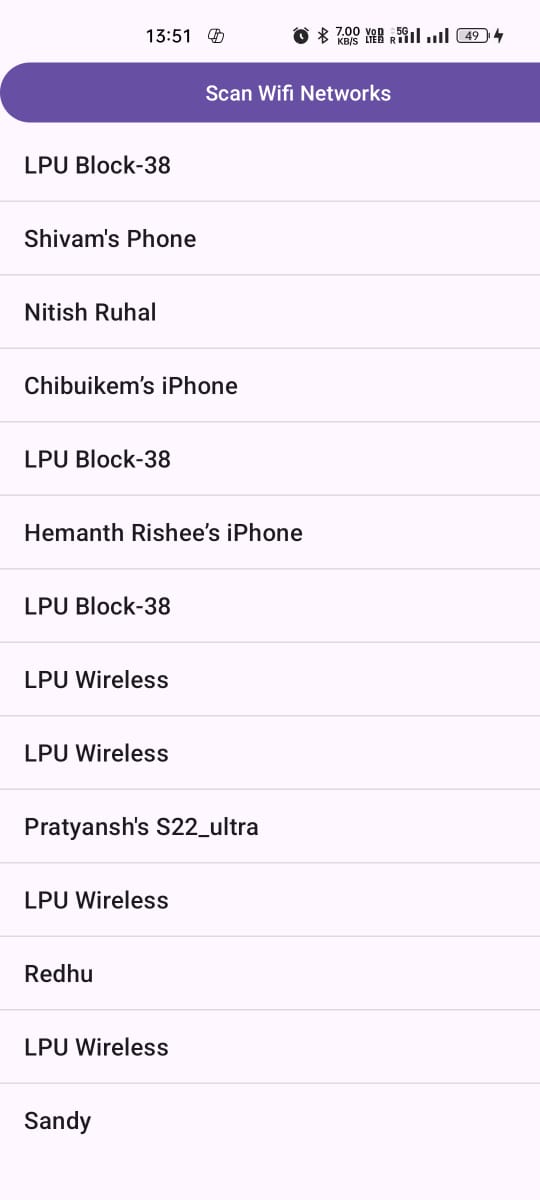 13:51
7.00 KB/S VoD LTE 5G R 49
Scan Wifi Networks
LPU Block-38
Shivam's Phone
Nitish Ruhal
Chibuikem’s iPhone
LPU Block-38
Hemanth Rishee’s iPhone
LPU Block-38
LPU Wireless
LPU Wireless
Pratyansh's S22_ultra
LPU Wireless
Redhu
LPU Wireless
Sandy